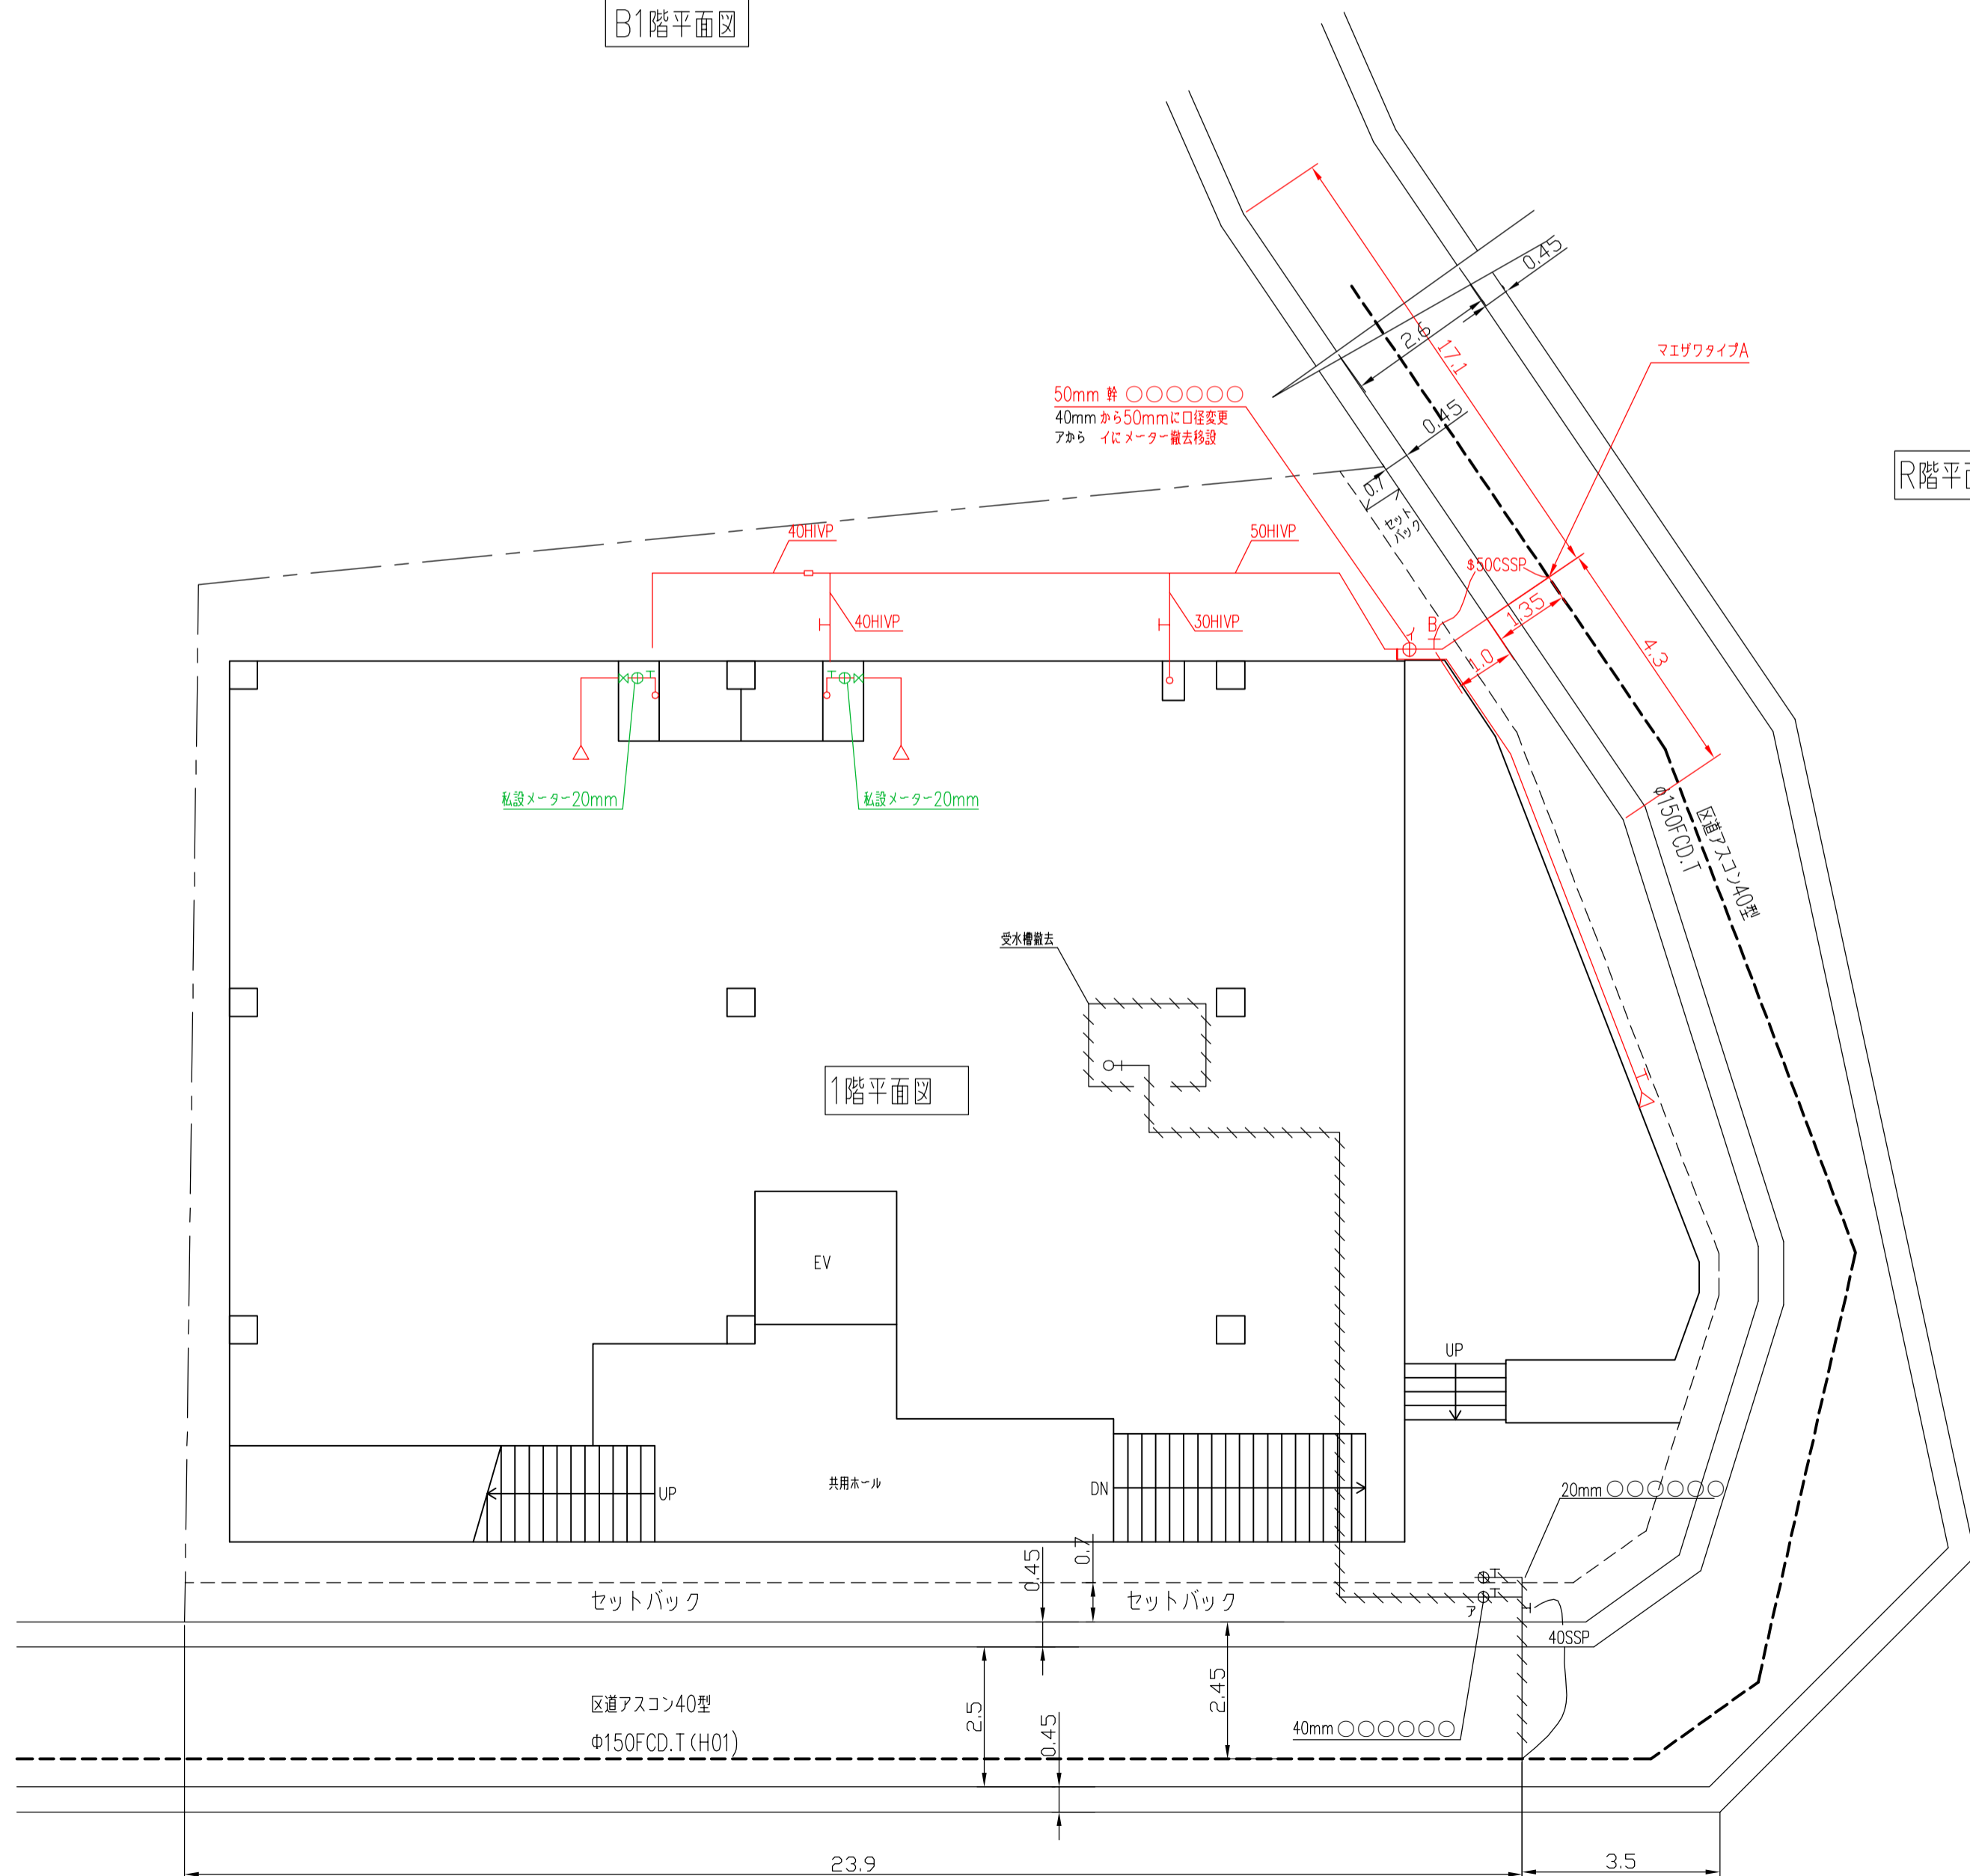 B1階平面図
0.45
2.6
17.1
マエザワタイプA
50mm 幹 ○○○○○○
40mm から50mmに口径変更
アから イにメーター撤去移設
0.45
R階平
0.7
セット
バック
40HIVP
50HIVP
$50CSSP
1.35
40HIVP
30HIVP
B
イ
1.0
4.3
私設メーター20mm
私設メーター20mm
φ150FCD.T
区道アスコン40型
受水槽撤去
1階平面図
EV
UP
共用ホール
UP
DN
20mm ○○○○○○
0.45
0.7
セットバック
セットバック
ア
40SSP
区道アスコン40型
2.5
2.45
Φ150FCD.T(H01)
0.45
40mm ○○○○○○
23.9
3.5